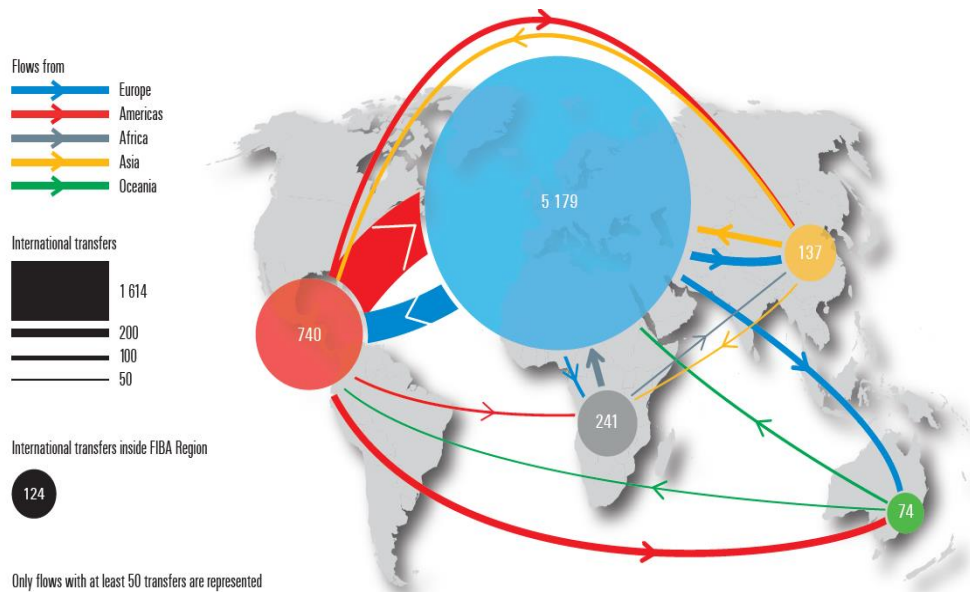 Flows from
Europe
Americas
Africa
Asia
Oceania
International transfers
1 614
200
100
50
International transfers inside FIBA Region
124
Only flows with at least 50 transfers are represented
5 179
137
740
241
74